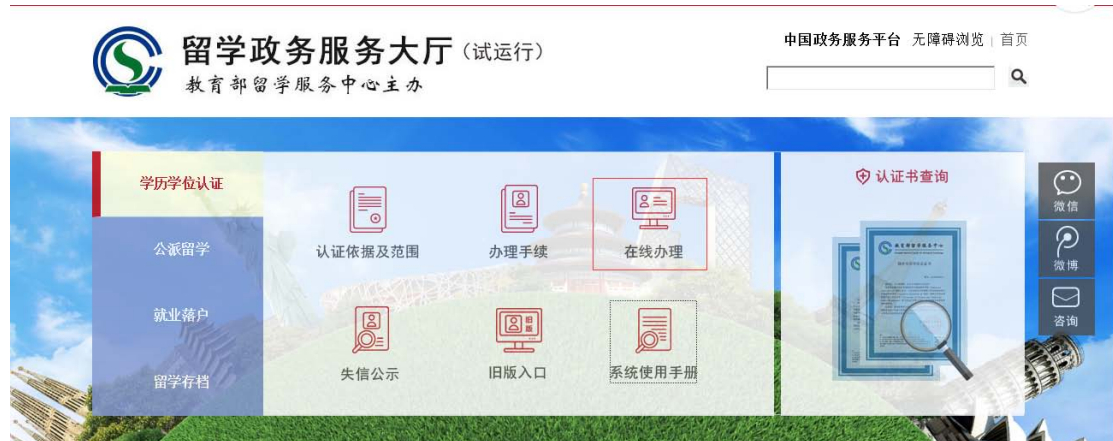 留学政务服务大厅（试运行）
教育部留学服务中心主办
中国政务服务平台 无障碍浏览 | 首页
学历学位认证
公派留学
就业落户
留学存档
认证依据及范围
办理手续
在线办理
失信公示
旧版
旧版入口
系统使用手册
认证书查询
微信
微博
咨询